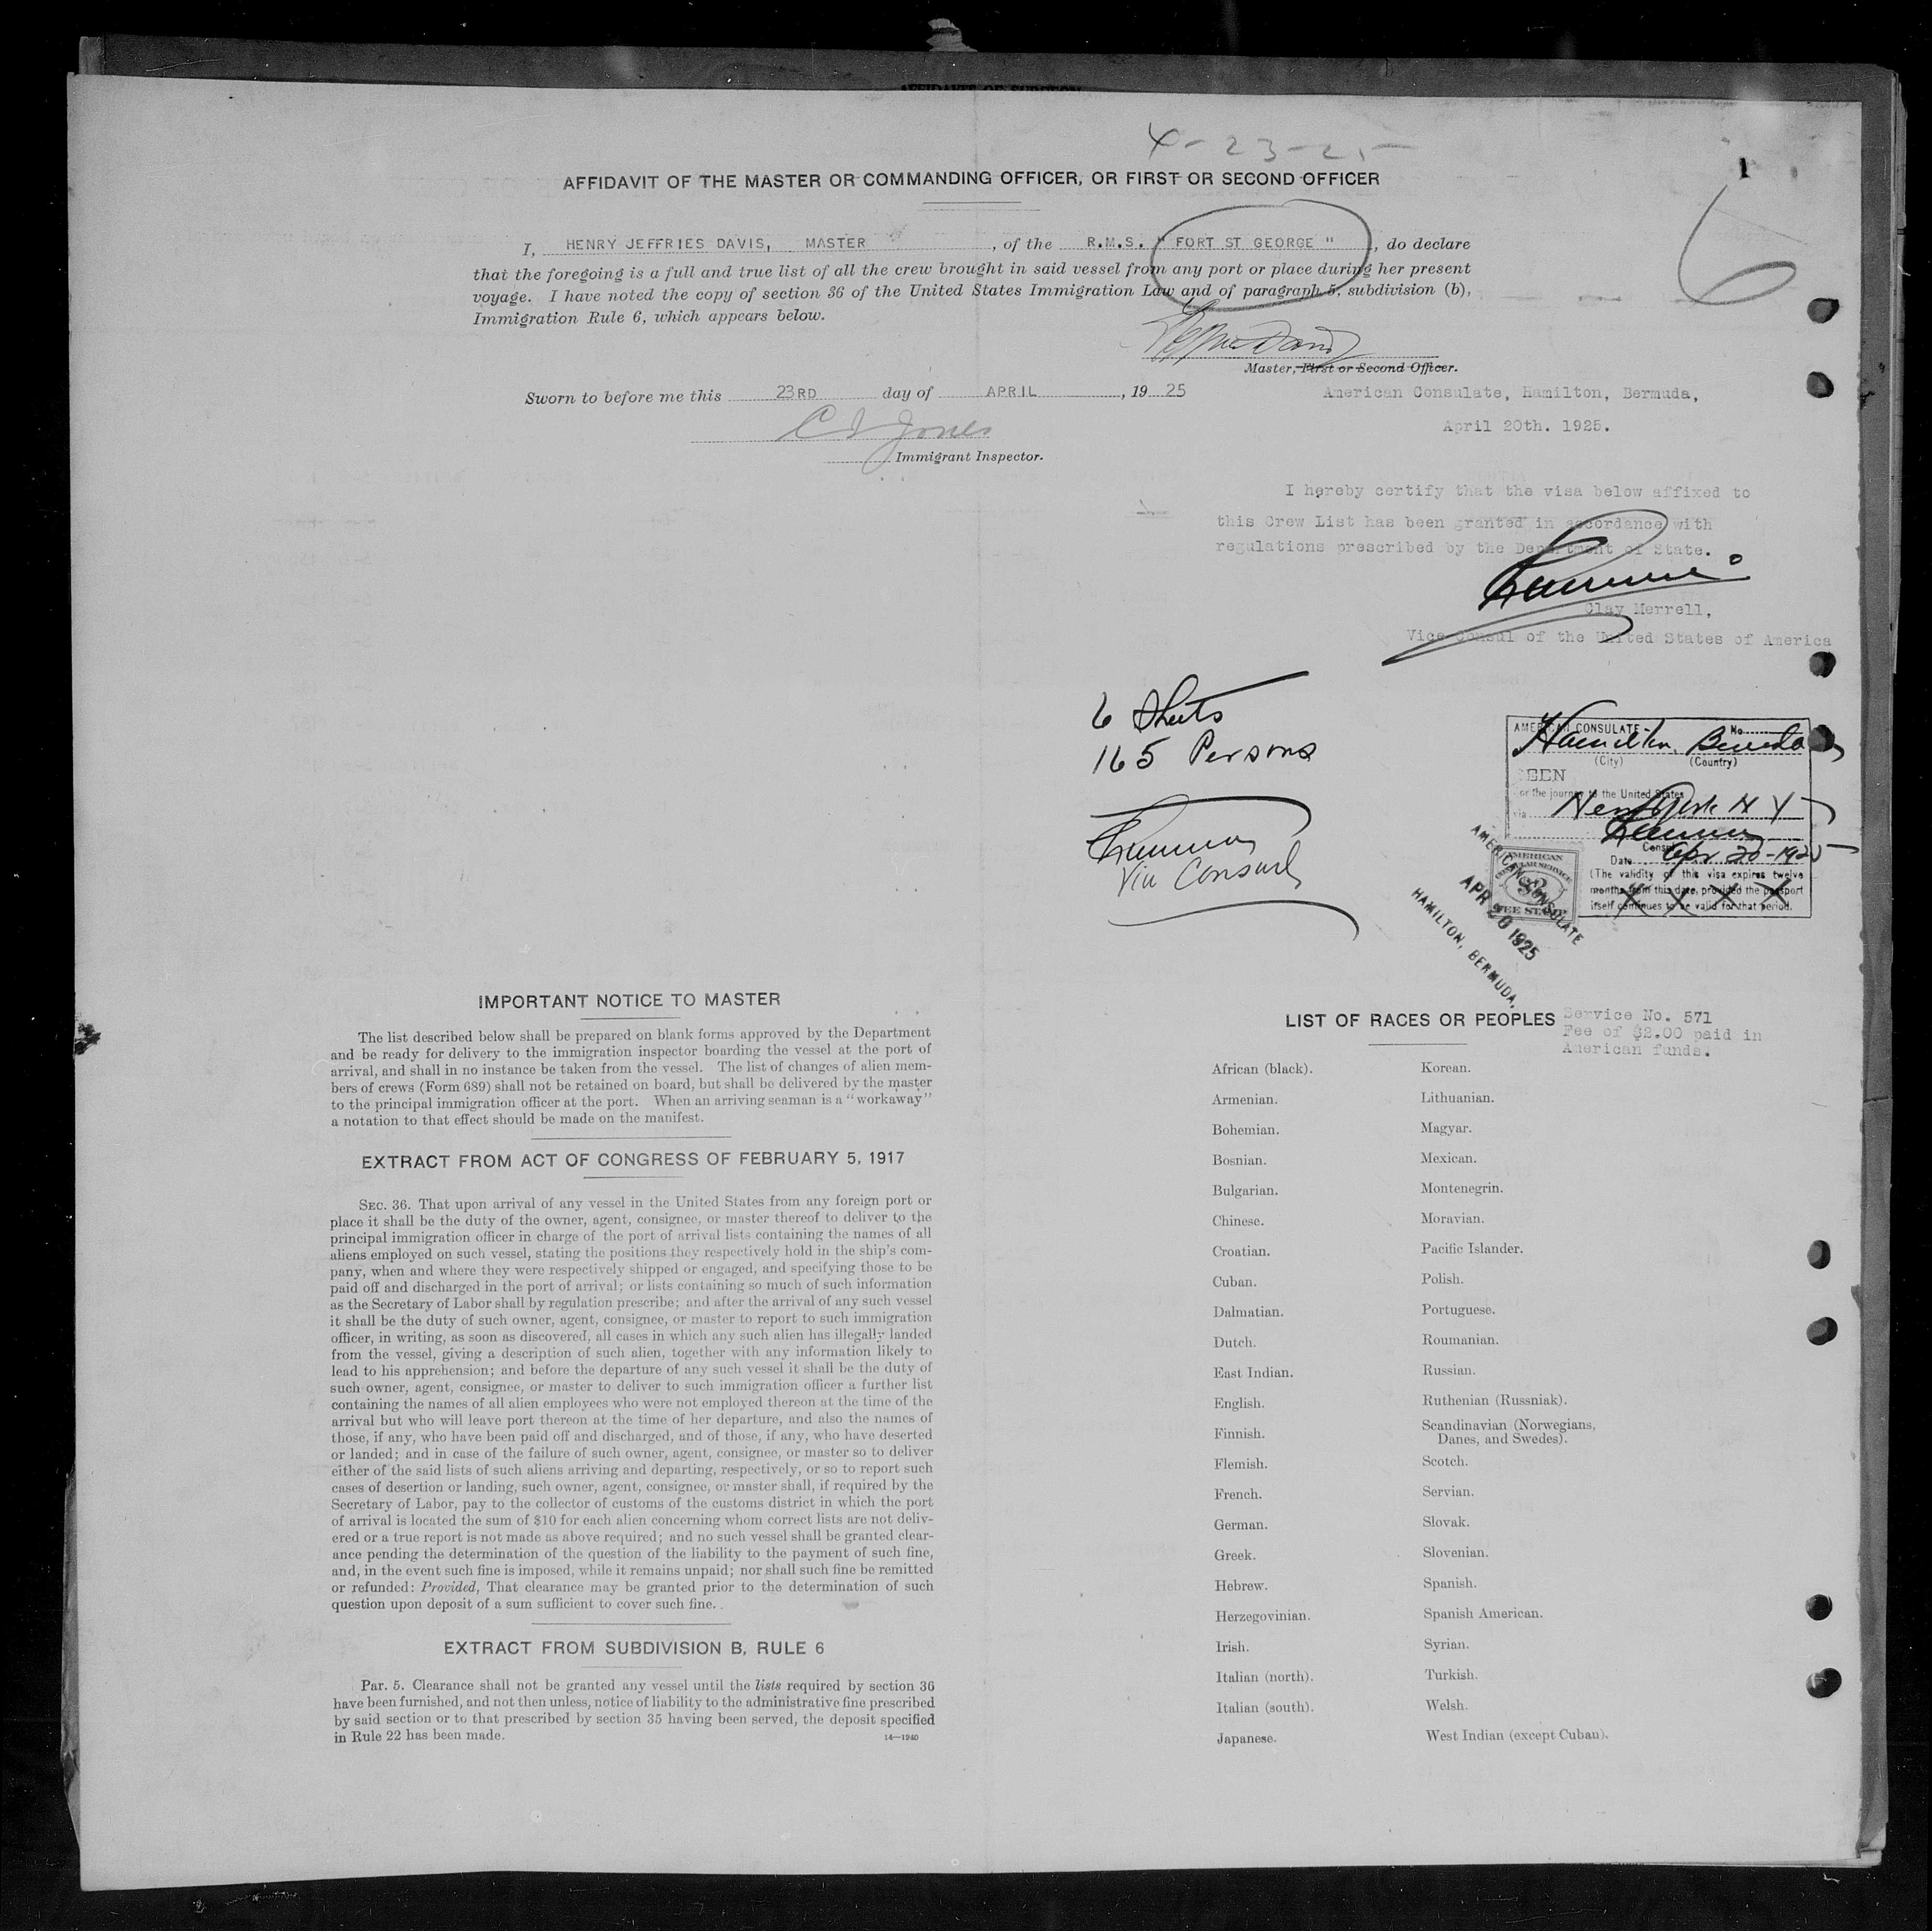 4-23-25
1
6
AFFIDAVIT OF THE MASTER OR COMMANDING OFFICER, OR FIRST OR SECOND OFFICER
I, HENRY JEFFRIES DAVIS, MASTER, of the R.M.S. " FORT ST GEORGE ", do declare
that the foregoing is a full and true list of all the crew brought in said vessel from any port or place during her present
voyage. I have noted the copy of section 36 of the United States Immigration Law and of paragraph 5, subdivision (b),
Immigration Rule 6, which appears below.
Master, First or Second Officer.
Sworn to before me this 23RD day of APRIL, 19 25
C I Jones
Immigrant Inspector.
American Consulate, Hamilton, Bermuda,
April 20th. 1925.
I hereby certify that the visa below affixed to
this Crew List has been granted in accordance with
regulations prescribed by the Department of State.
Clay Merrell,
Vice Consul of the United States of America
6 Sheets
165 Persons
Consul
AMERICAN CONSULATE No
Hamilton, Bermuda
(City) (Country)
SEEN
for the journey to the United States
via New York N Y
Consul
Date Apr 20-1925
(The validity of this visa expires twelve
months from this date, provided the passport
itself continues to be valid for that period.
X X X X
AMERICAN
CONSULAR SERVICE
2
FEE STAMP
AMERICAN CONSULATE
APR 20 1925
HAMILTON, BERMUDA,
Service No. 571
Fee of $2.00 paid in
American funds.
IMPORTANT NOTICE TO MASTER
The list described below shall be prepared on blank forms approved by the Department
and be ready for delivery to the immigration inspector boarding the vessel at the port of
arrival, and shall in no instance be taken from the vessel. The list of changes of alien mem-
bers of crews (Form 689) shall not be retained on board, but shall be delivered by the master
to the principal immigration officer at the port. When an arriving seaman is a "workaway"
a notation to that effect should be made on the manifest.
EXTRACT FROM ACT OF CONGRESS OF FEBRUARY 5, 1917
SEC. 36. That upon arrival of any vessel in the United States from any foreign port or
place it shall be the duty of the owner, agent, consignee, or master thereof to deliver to the
principal immigration officer in charge of the port of arrival lists containing the names of all
aliens employed on such vessel, stating the positions they respectively hold in the ship's com-
pany, when and where they were respectively shipped or engaged, and specifying those to be
paid off and discharged in the port of arrival; or lists containing so much of such information
as the Secretary of Labor shall by regulation prescribe; and after the arrival of any such vessel
it shall be the duty of such owner, agent, consignee, or master to report to such immigration
officer, in writing, as soon as discovered, all cases in which any such alien has illegally landed
from the vessel, giving a description of such alien, together with any information likely to
lead to his apprehension; and before the departure of any such vessel it shall be the duty of
such owner, agent, consignee, or master to deliver to such immigration officer a further list
containing the names of all alien employees who were not employed thereon at the time of the
arrival but who will leave port thereon at the time of her departure, and also the names of
those, if any, who have been paid off and discharged, and of those, if any, who have deserted
or landed; and in case of the failure of such owner, agent, consignee, or master so to deliver
either of the said lists of such aliens arriving and departing, respectively, or so to report such
cases of desertion or landing, such owner, agent, consignee, or master shall, if required by the
Secretary of Labor, pay to the collector of customs of the customs district in which the port
of arrival is located the sum of $10 for each alien concerning whom correct lists are not deliv-
ered or a true report is not made as above required; and no such vessel shall be granted clear-
ance pending the determination of the question of the liability to the payment of such fine,
and, in the event such fine is imposed, while it remains unpaid; nor shall such fine be remitted
or refunded: Provided, That clearance may be granted prior to the determination of such
question upon deposit of a sum sufficient to cover such fine.
EXTRACT FROM SUBDIVISION B, RULE 6
Par. 5. Clearance shall not be granted any vessel until the lists required by section 36
have been furnished, and not then unless, notice of liability to the administrative fine prescribed
by said section or to that prescribed by section 35 having been served, the deposit specified
in Rule 22 has been made.
14—1940
LIST OF RACES OR PEOPLES
African (black). Korean.
Armenian. Lithuanian.
Bohemian. Magyar.
Bosnian. Mexican.
Bulgarian. Montenegrin.
Chinese. Moravian.
Croatian. Pacific Islander.
Cuban. Polish.
Dalmatian. Portuguese.
Dutch. Roumanian.
East Indian. Russian.
English. Ruthenian (Russniak).
Finnish. Scandinavian (Norwegians,
Danes, and Swedes).
Flemish. Scotch.
French. Servian.
German. Slovak.
Greek. Slovenian.
Hebrew. Spanish.
Herzegovinian. Spanish American.
Irish. Syrian.
Italian (north). Turkish.
Italian (south). Welsh.
Japanese. West Indian (except Cuban).